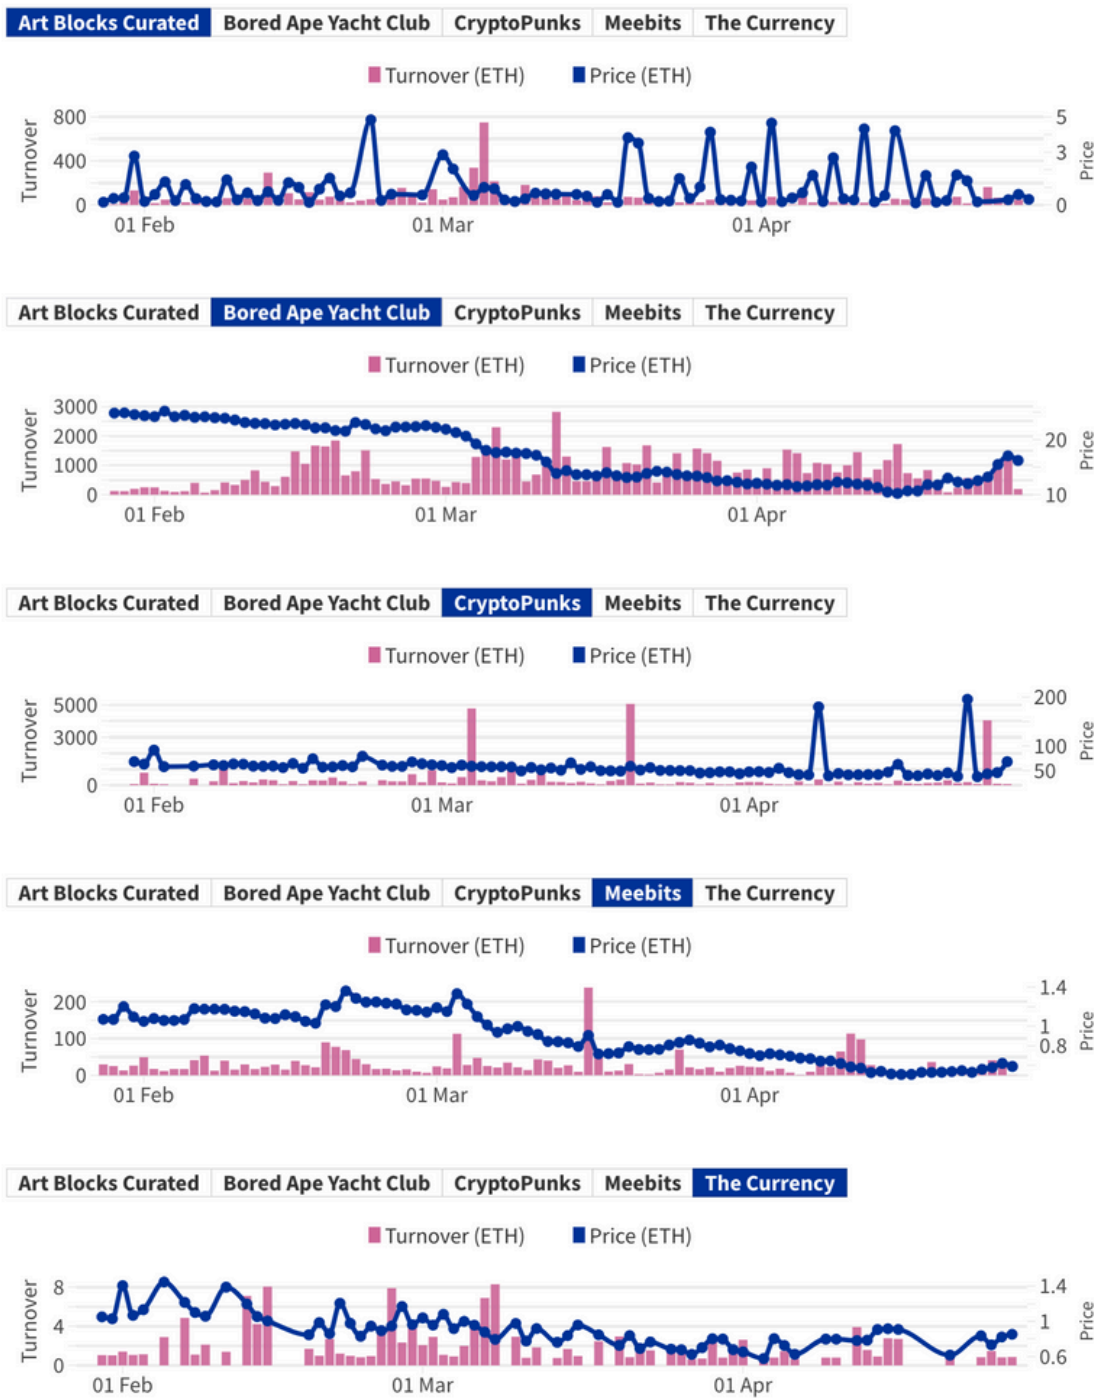 Art Blocks Curated Bored Ape Yacht Club CryptoPunks Meebits The Currency
Turnover (ETH) Price (ETH)
Turnover
800
400
0
5
3
0
Price
01 Feb 01 Mar 01 Apr
Art Blocks Curated Bored Ape Yacht Club CryptoPunks Meebits The Currency
Turnover (ETH) Price (ETH)
Turnover
3000
2000
1000
0
20
10
Price
01 Feb 01 Mar 01 Apr
Art Blocks Curated Bored Ape Yacht Club CryptoPunks Meebits The Currency
Turnover (ETH) Price (ETH)
Turnover
5000
3000
0
200
100
50
Price
01 Feb 01 Mar 01 Apr
Art Blocks Curated Bored Ape Yacht Club CryptoPunks Meebits The Currency
Turnover (ETH) Price (ETH)
Turnover
200
100
0
1.4
1
0.8
Price
01 Feb 01 Mar 01 Apr
Art Blocks Curated Bored Ape Yacht Club CryptoPunks Meebits The Currency
Turnover (ETH) Price (ETH)
Turnover
8
4
0
1.4
1
0.6
Price
01 Feb 01 Mar 01 Apr